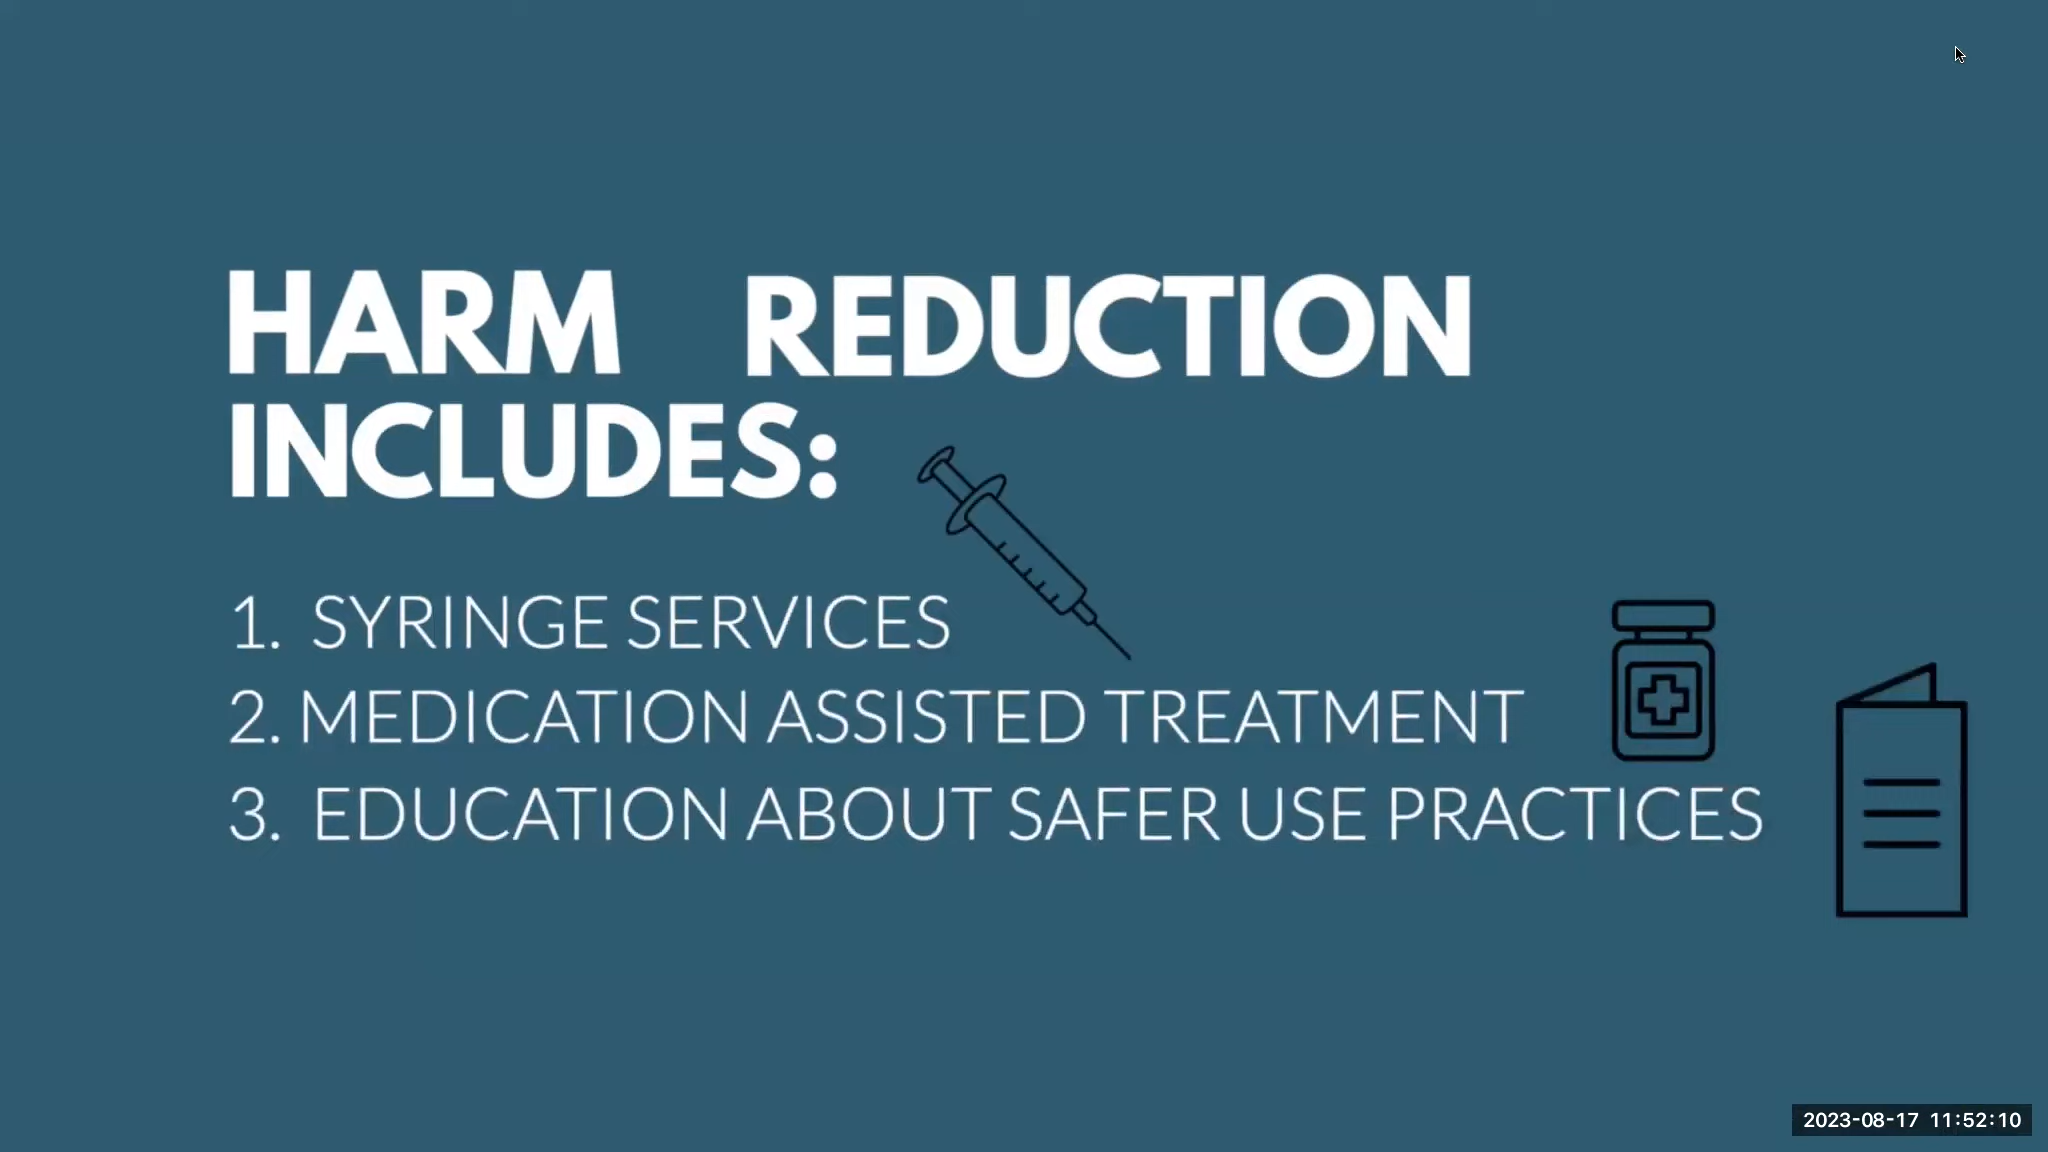 HARM REDUCTION
INCLUDES:
1. SYRINGE SERVICES
2. MEDICATION ASSISTED TREATMENT
3. EDUCATION ABOUT SAFER USE PRACTICES
2023-08-17 11:52:10